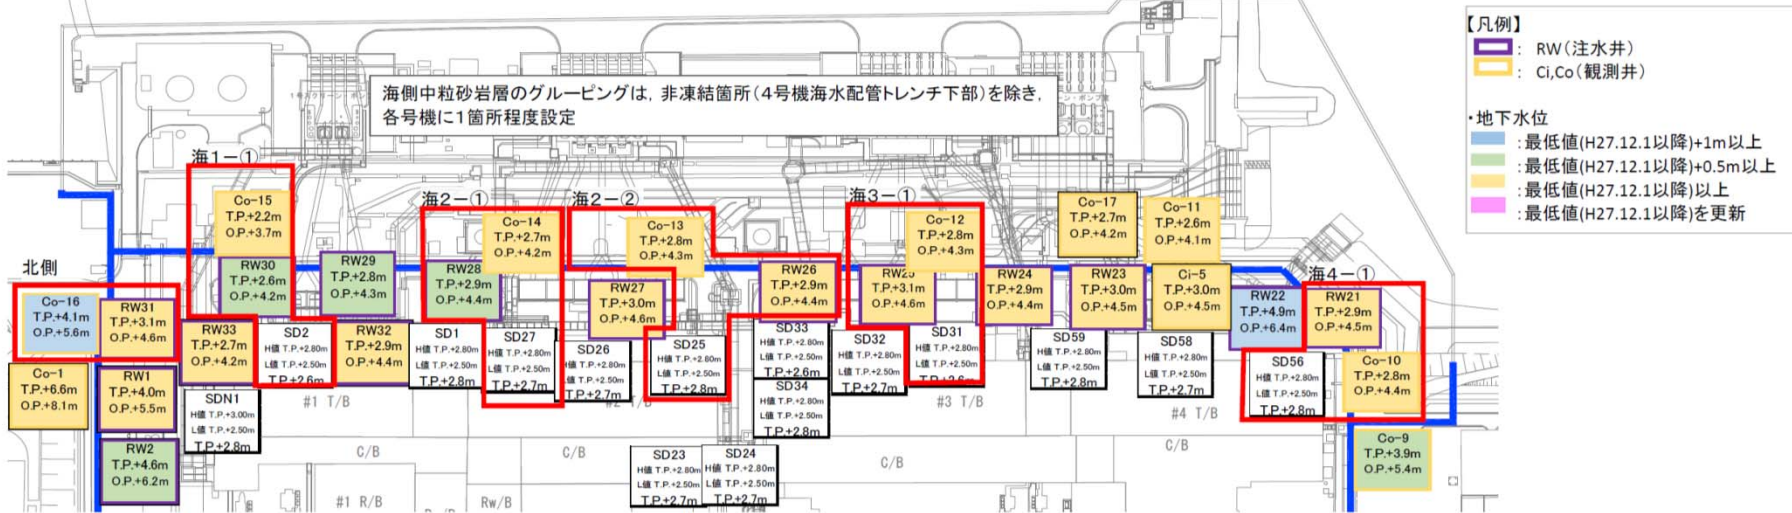 【凡例】
： RW（注水井）
： Ci,Co（観測井）
・地下水位
：最低値(H27.12.1以降)+1m以上
：最低値(H27.12.1以降)+0.5m以上
：最低値(H27.12.1以降)以上
：最低値(H27.12.1以降)を更新
海側中粒砂岩層のグルーピングは，非凍結箇所（４号機海水配管トレンチ下部）を除き，
各号機に１箇所程度設定
海１－①
海２－①
海２－②
海３－①
海４－①
北側
Co-15
T.P.+2.2m
O.P.+3.7m
Co-14
T.P.+2.7m
O.P.+4.2m
Co-13
T.P.+2.8m
O.P.+4.3m
Co-12
T.P.+2.8m
O.P.+4.3m
Co-17
T.P.+2.7m
O.P.+4.2m
Co-11
T.P.+2.6m
O.P.+4.1m
Co-16
T.P.+4.1m
O.P.+5.6m
RW31
T.P.+3.1m
O.P.+4.6m
RW30
T.P.+2.6m
O.P.+4.2m
RW29
T.P.+2.8m
O.P.+4.3m
RW28
T.P.+2.9m
O.P.+4.4m
RW27
T.P.+3.0m
O.P.+4.6m
RW26
T.P.+2.9m
O.P.+4.4m
RW25
T.P.+3.1m
O.P.+4.6m
RW24
T.P.+2.9m
O.P.+4.4m
RW23
T.P.+3.0m
O.P.+4.5m
Ci-5
T.P.+3.0m
O.P.+4.5m
RW22
T.P.+4.9m
O.P.+6.4m
RW21
T.P.+2.9m
O.P.+4.5m
RW33
T.P.+2.7m
O.P.+4.2m
SD2
H値 T.P.+2.80m
L値 T.P.+2.50m
T.P.+2.6m
RW32
T.P.+2.9m
O.P.+4.4m
SD1
H値 T.P.+2.80m
L値 T.P.+2.50m
T.P.+2.8m
SD27
H値 T.P.+2.80m
L値 T.P.+2.50m
T.P.+2.7m
SD26
H値 T.P.+2.80m
L値 T.P.+2.50m
T.P.+2.7m
SD25
H値 T.P.+2.80m
L値 T.P.+2.50m
T.P.+2.8m
SD33
H値 T.P.+2.80m
L値 T.P.+2.50m
T.P.+2.6m
SD34
H値 T.P.+2.80m
L値 T.P.+2.50m
T.P.+2.8m
SD32
H値 T.P.+2.80m
L値 T.P.+2.50m
T.P.+2.7m
SD31
H値 T.P.+2.80m
L値 T.P.+2.50m
T.P.+2.6m
SD59
H値 T.P.+2.80m
L値 T.P.+2.50m
T.P.+2.8m
SD58
H値 T.P.+2.80m
L値 T.P.+2.50m
T.P.+2.7m
SD56
H値 T.P.+2.80m
L値 T.P.+2.50m
T.P.+2.8m
Co-10
T.P.+2.8m
O.P.+4.4m
Co-1
T.P.+6.6m
O.P.+8.1m
RW1
T.P.+4.0m
O.P.+5.5m
SDN1
H値 T.P.+3.00m
L値 T.P.+2.50m
T.P.+2.8m
RW2
T.P.+4.6m
O.P.+6.2m
SD23
H値 T.P.+2.80m
L値 T.P.+2.50m
T.P.+2.7m
SD24
H値 T.P.+2.80m
L値 T.P.+2.50m
T.P.+2.7m
Co-9
T.P.+3.9m
O.P.+5.4m
#1 T/B
#2 T/B
#3 T/B
#4 T/B
C/B
C/B
C/B
C/B
#1 R/B
Rw/B